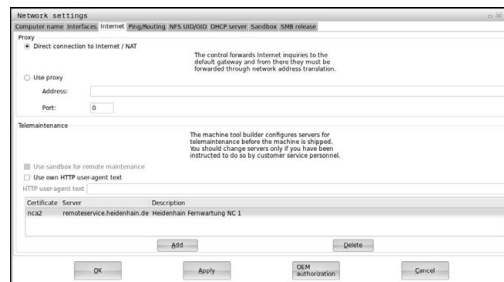 Network settings
Computer name Interfaces Internet Ping/Routing NFS UID/GID DHCP server Sandbox SMB release
Proxy
Direct connection to Internet / NAT
The control forwards Internet inquiries to the
default gateway and from there they must be
forwarded through network address translation.
Use proxy
Address:
Port: 0
Telemaintenance
The machine tool builder configures servers for
telemaintenance before the machine is shipped.
You should change servers only if you have been
instructed to do so by customer service personnel.
Use sandbox for remote maintenance
Use own HTTP user-agent text
HTTP user-agent text
Certificate Server Description
nca2 remoteservice.heidenhain.de Heidenhain Fernwartung NC 1
Add Delete
OK Apply OEM authorization Cancel